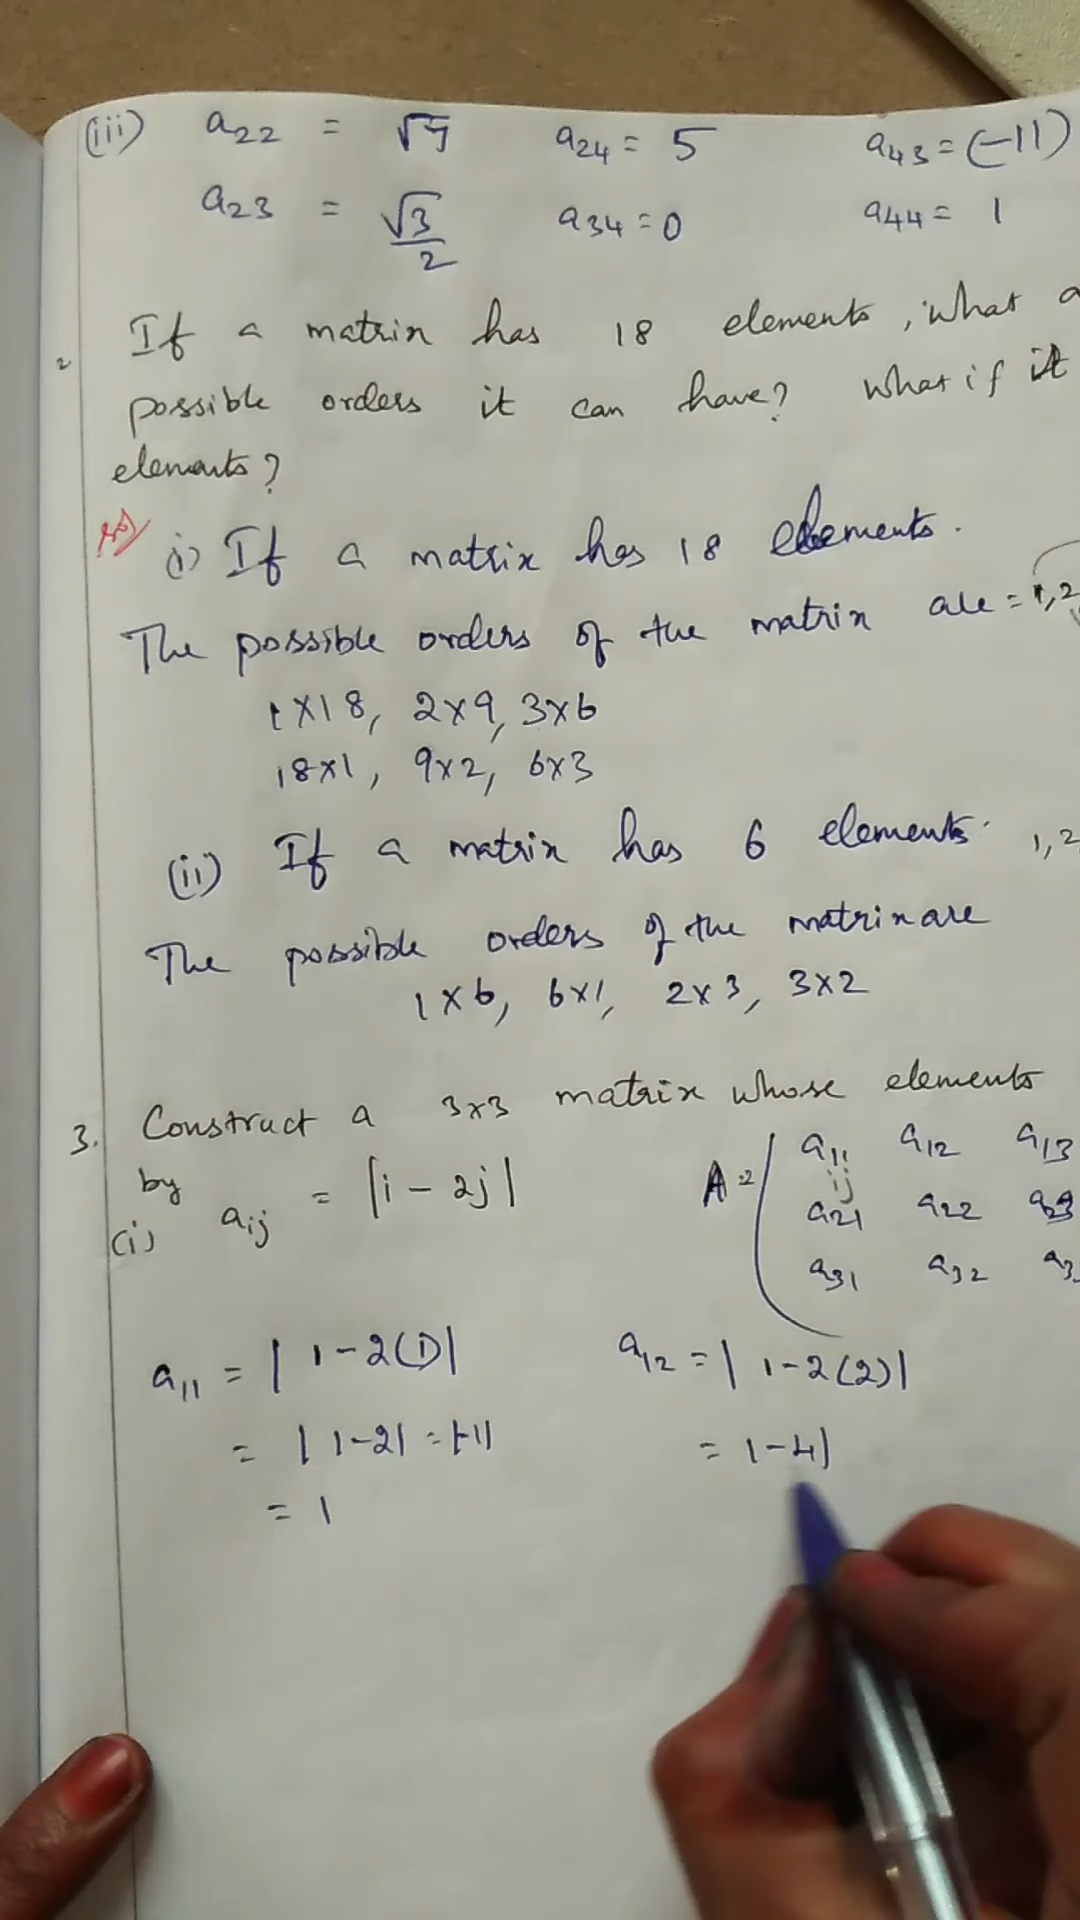 (iii) a22 = √7 a24 = 5 a43 = (-11)
a23 = √3/2 a34 = 0 a44 = 1
2 If a matrix has 18 elements, what a
possible orders it can have? What if it
elements?
(i) If a matrix has 18 elements.
The possible orders of the matrix are = 1, 2
1×18, 2×9, 3×6
18×1, 9×2, 6×3
(ii) If a matrix has 6 elements. 1, 2
The possible orders of the matrix are
1×6, 6×1, 2×3, 3×2
3. Construct a 3×3 matrix whose elements
by
(i) aij = |i - 2j|
A = a11 a12 a13
ij
a21 a22 a23
a31 a32 a3
a11 = |1-2(1)| a12 = |1-2(2)|
= |1-2| = |-1| = |-4|
= 1